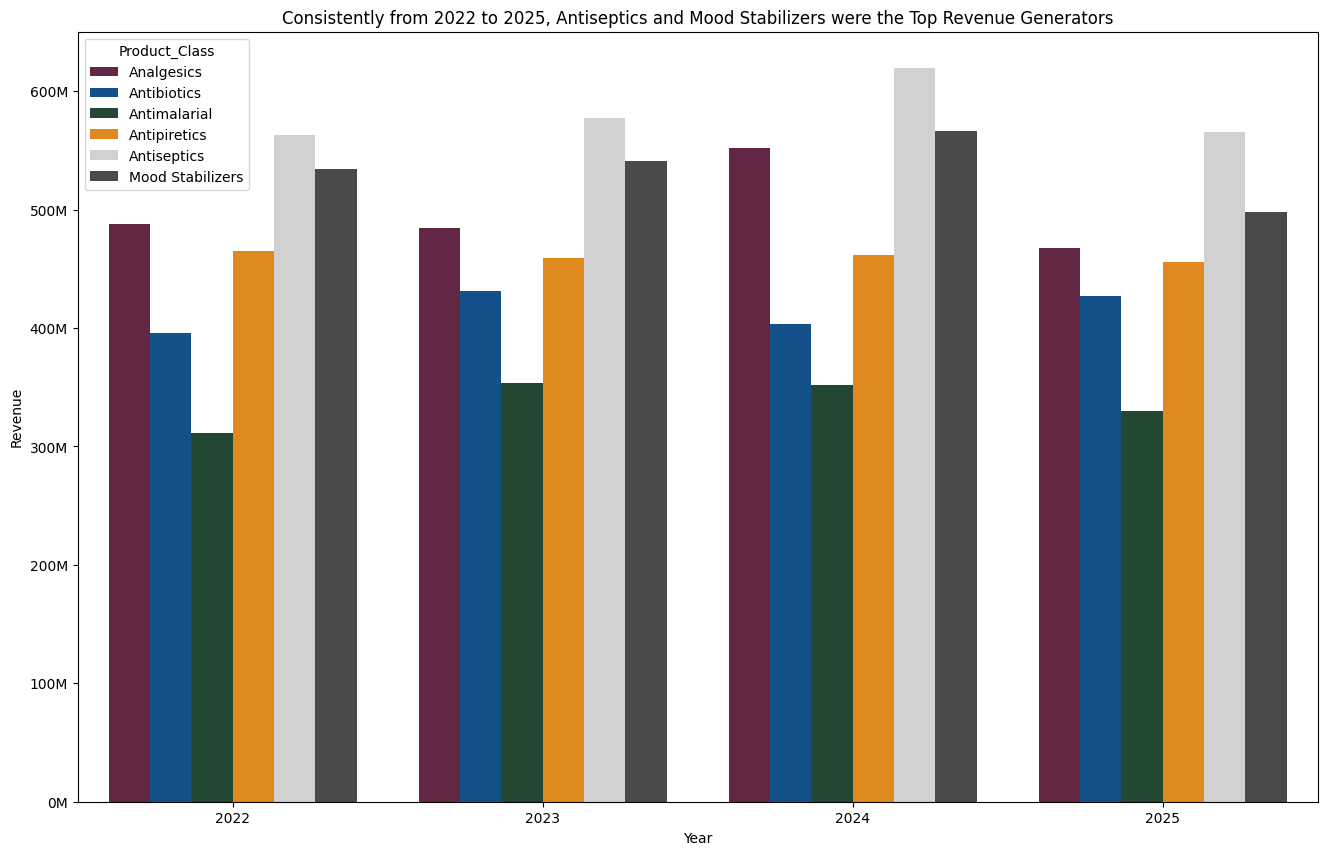 Consistently from 2022 to 2025, Antiseptics and Mood Stabilizers were the Top Revenue Generators
Product_Class
Analgesics
Antibiotics
Antimalarial
Antipiretics
Antiseptics
Mood Stabilizers
600M
500M
400M
300M
200M
100M
0M
Revenue
2022
2023
2024
2025
Year